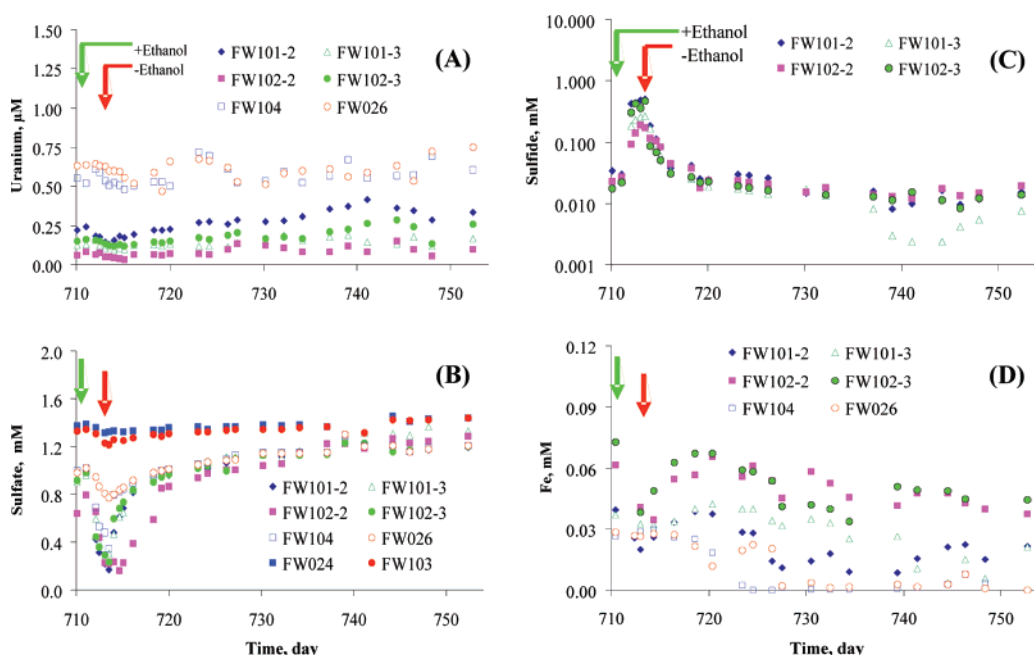 +Ethanol
-Ethanol
(A)
FW101-2 FW101-3
FW102-2 FW102-3
FW104 FW026
Uranium, µM
1.50
1.25
1.00
0.75
0.50
0.25
0.00
710 720 730 740 750
+Ethanol
-Ethanol
(C)
FW101-2 FW101-3
FW102-2 FW102-3
Sulfide, mM
10.000
1.000
0.100
0.010
0.001
710 720 730 740 750
(B)
FW101-2 FW101-3
FW102-2 FW102-3
FW104 FW026
FW024 FW103
Sulfate, mM
2.0
1.6
1.2
0.8
0.4
0.0
710 720 730 740 750
Time, day
(D)
FW101-2 FW101-3
FW102-2 FW102-3
FW104 FW026
Fe, mM
0.12
0.09
0.06
0.03
0.00
710 720 730 740 750
Time, day